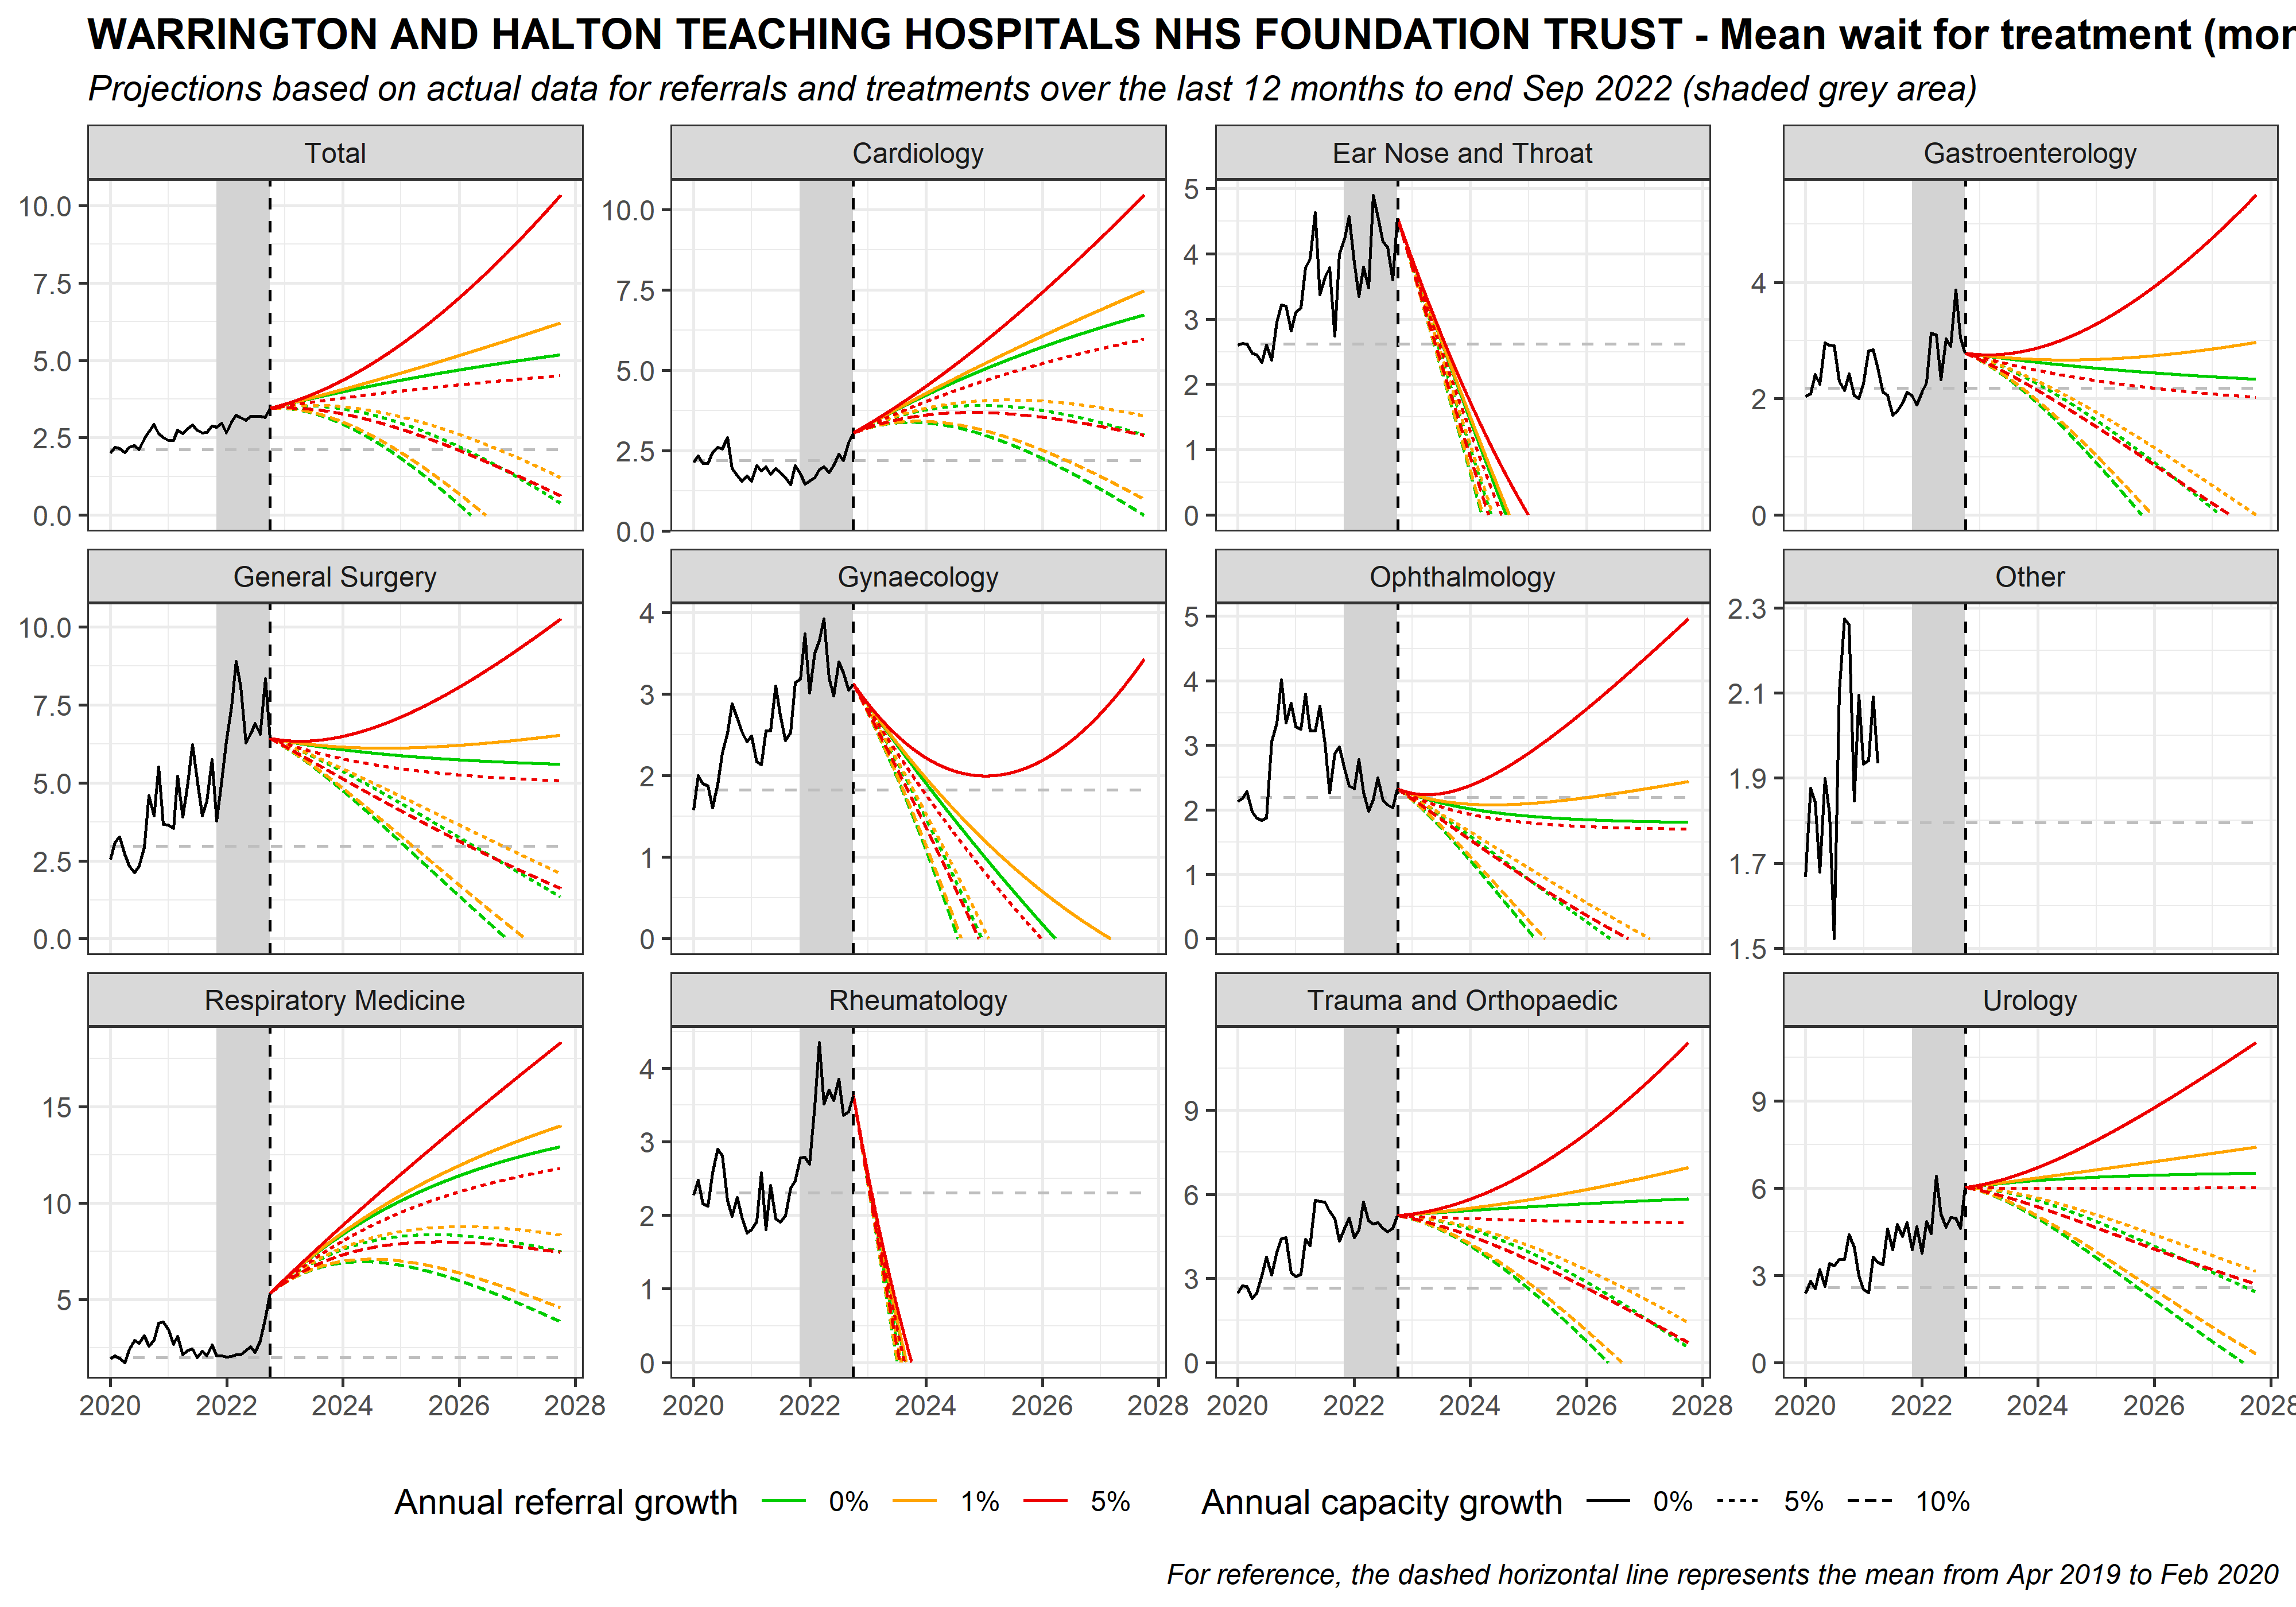 WARRINGTON AND HALTON TEACHING HOSPITALS NHS FOUNDATION TRUST - Mean wait for treatment (mon
Projections based on actual data for referrals and treatments over the last 12 months to end Sep 2022 (shaded grey area)
Total Cardiology Ear Nose and Throat Gastroenterology
10.0 7.5 5.0 2.5 0.0
10.0 7.5 5.0 2.5 0.0
5 4 3 2 1 0
4 2 0
General Surgery Gynaecology Ophthalmology Other
10.0 7.5 5.0 2.5 0.0
4 3 2 1 0
5 4 3 2 1 0
2.3 2.1 1.9 1.7 1.5
Respiratory Medicine Rheumatology Trauma and Orthopaedic Urology
15 10 5
4 3 2 1 0
9 6 3 0
9 6 3 0
2020 2022 2024 2026 2028 2020 2022 2024 2026 2028 2020 2022 2024 2026 2028 2020 2022 2024 2026 2028
Annual referral growth 0% 1% 5% Annual capacity growth 0% 5% 10%
For reference, the dashed horizontal line represents the mean from Apr 2019 to Feb 2020